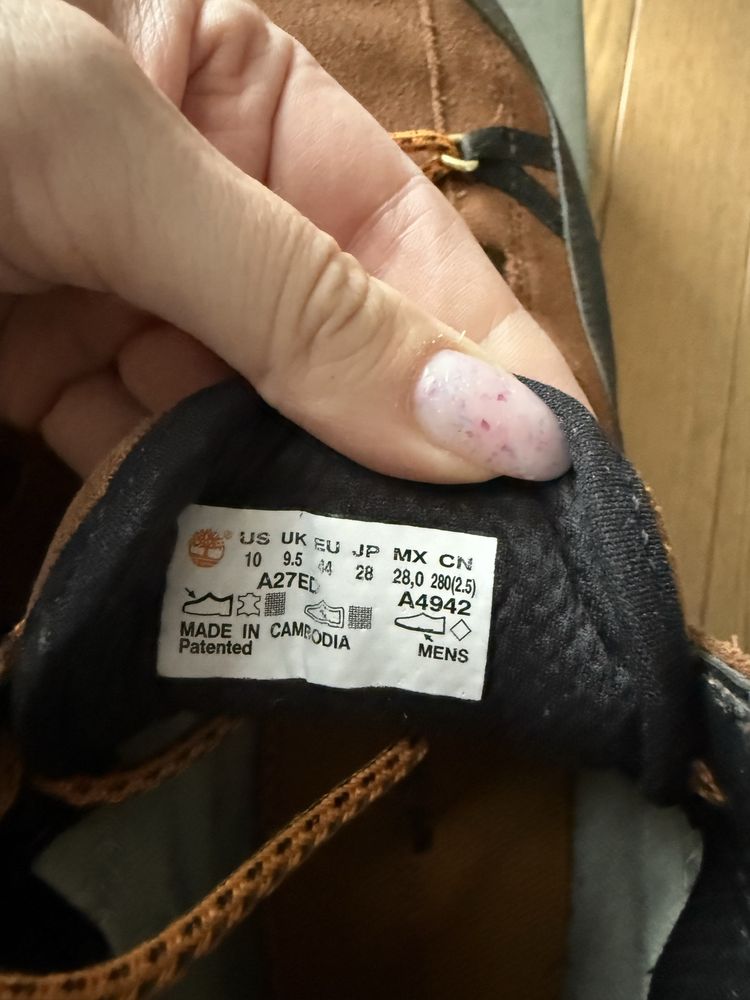 US UK EU JP MX CN
10 9.5 44 28 28,0 280(2.5)
A27ED
A4942
MADE IN CAMBODIA
Patented
MENS